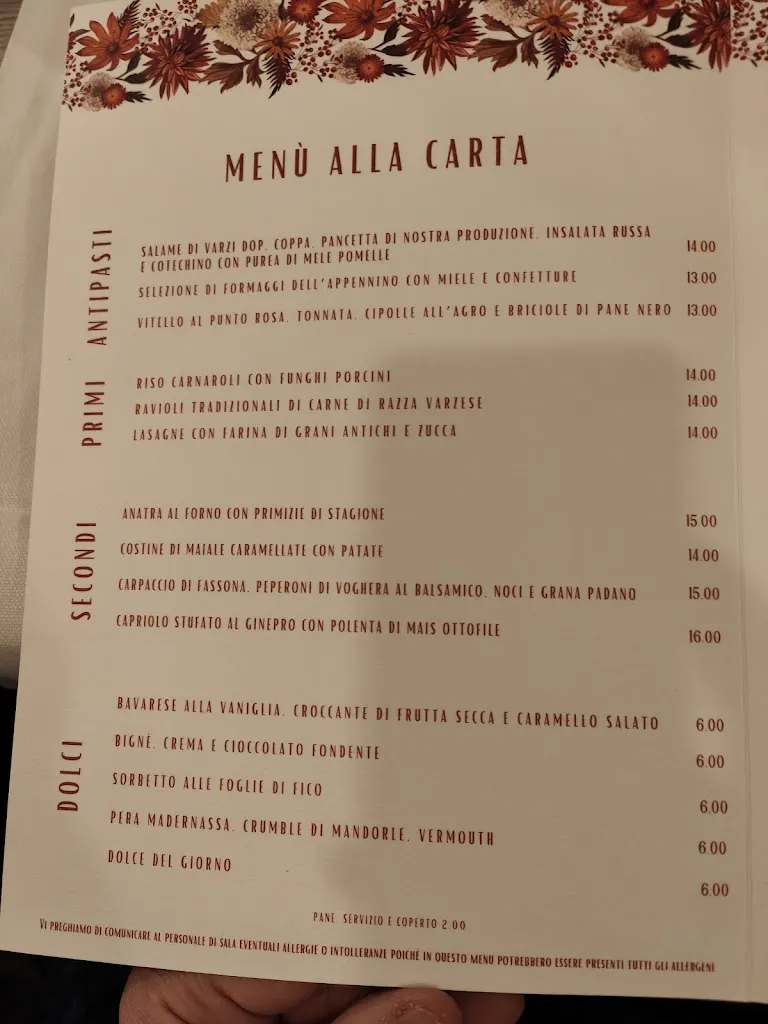 MENÙ ALLA CARTA
ANTIPASTI
SALAME DI VARZI DOP, COPPA, PANCETTA DI NOSTRA PRODUZIONE, INSALATA RUSSA
E COTECHINO CON PUREA DI MELE POMELLE 14.00
SELEZIONE DI FORMAGGI DELL'APPENNINO CON MIELE E CONFETTURE 13.00
VITELLO AL PUNTO ROSA, TONNATA, CIPOLLE ALL'AGRO E BRICIOLE DI PANE NERO 13.00
PRIMI
RISO CARNAROLI CON FUNGHI PORCINI 14.00
RAVIOLI TRADIZIONALI DI CARNE DI RAZZA VARZESE 14.00
LASAGNE CON FARINA DI GRANI ANTICHI E ZUCCA 14.00
SECONDI
ANATRA AL FORNO CON PRIMIZIE DI STAGIONE 15.00
COSTINE DI MAIALE CARAMELLATE CON PATATE 14.00
CARPACCIO DI FASSONA, PEPERONI DI VOGHERA AL BALSAMICO, NOCI E GRANA PADANO 15.00
CAPRIOLO STUFATO AL GINEPRO CON POLENTA DI MAIS OTTOFILE 16.00
DOLCI
BAVARESE ALLA VANIGLIA, CROCCANTE DI FRUTTA SECCA E CARAMELLO SALATO 6.00
BIGNÈ, CREMA E CIOCCOLATO FONDENTE 6.00
SORBETTO ALLE FOGLIE DI FICO 6.00
PERA MADERNASSA, CRUMBLE DI MANDORLE, VERMOUTH 6.00
DOLCE DEL GIORNO 6.00
PANE, SERVIZIO E COPERTO 2.00
VI PREGHIAMO DI COMUNICARE AL PERSONALE DI SALA EVENTUALI ALLERGIE O INTOLLERANZE POICHÈ IN QUESTO MENU POTREBBERO ESSERE PRESENTI TUTTI GLI ALLERGENI